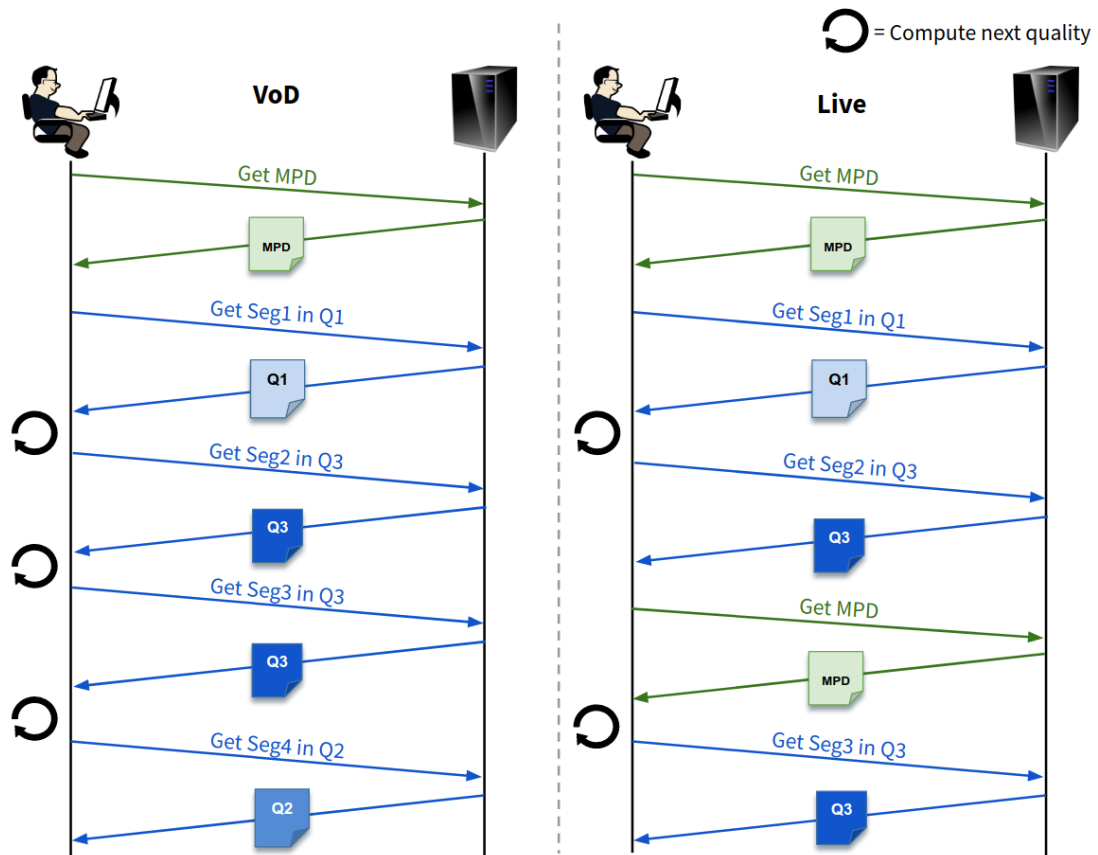 = Compute next quality
VoD
Get MPD
MPD
Get Seg1 in Q1
Q1
Get Seg2 in Q3
Q3
Get Seg3 in Q3
Q3
Get Seg4 in Q2
Q2
Live
Get MPD
MPD
Get Seg1 in Q1
Q1
Get Seg2 in Q3
Q3
Get MPD
MPD
Get Seg3 in Q3
Q3